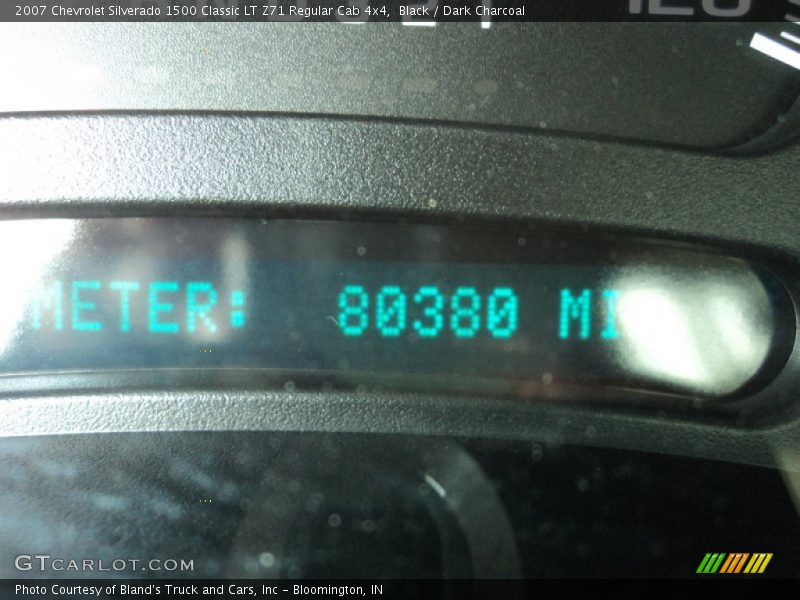 2007 Chevrolet Silverado 1500 Classic LT Z71 Regular Cab 4x4, Black / Dark Charcoal
METER: 80380 MI
GTCARLOT.COM
Photo Courtesy of Bland's Truck and Cars, Inc - Bloomington, IN